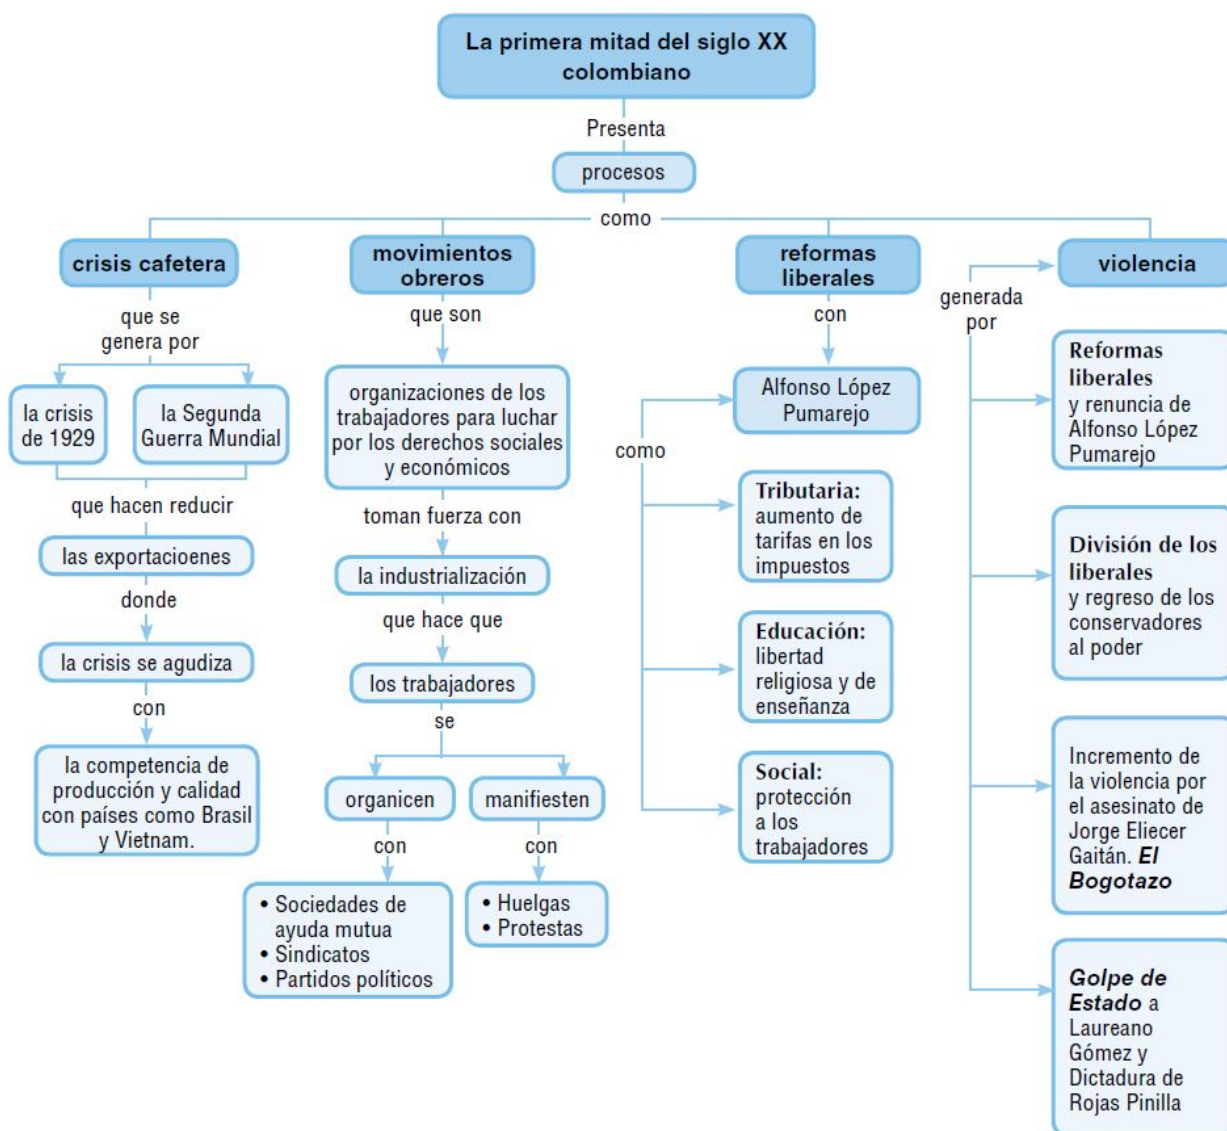 La primera mitad del siglo XX
colombiano
Presenta
procesos
como
crisis cafetera
que se
genera por
la crisis
de 1929
la Segunda
Guerra Mundial
que hacen reducir
las exportacioenes
donde
la crisis se agudiza
con
la competencia de
producción y calidad
con países como Brasil
y Vietnam.
movimientos
obreros
que son
organizaciones de los
trabajadores para luchar
por los derechos sociales
y económicos
toman fuerza con
la industrialización
que hace que
los trabajadores
se
organicen
con
• Sociedades de
ayuda mutua
• Sindicatos
• Partidos políticos
manifiesten
con
• Huelgas
• Protestas
reformas
liberales
con
Alfonso López
Pumarejo
como
Tributaria:
aumento de
tarifas en los
impuestos
Educación:
libertad
religiosa y de
enseñanza
Social:
protección
a los
trabajadores
violencia
generada
por
Reformas
liberales
y renuncia de
Alfonso López
Pumarejo
División de los
liberales
y regreso de los
conservadores
al poder
Incremento de
la violencia por
el asesinato de
Jorge Eliecer
Gaitán. El
Bogotazo
Golpe de
Estado a
Laureano
Gómez y
Dictadura de
Rojas Pinilla